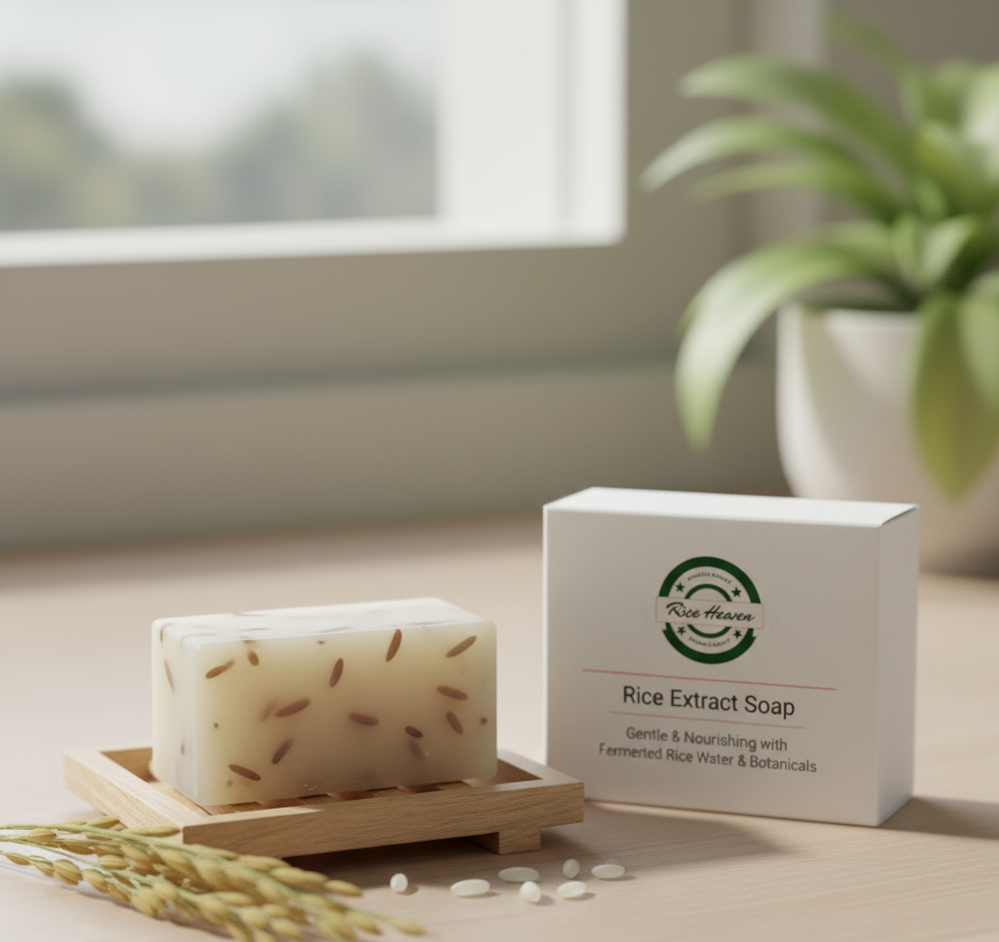 Rice Heaven
Rice Extract Soap
Gentle & Nourishing with
Fermented Rice Water & Botanicals